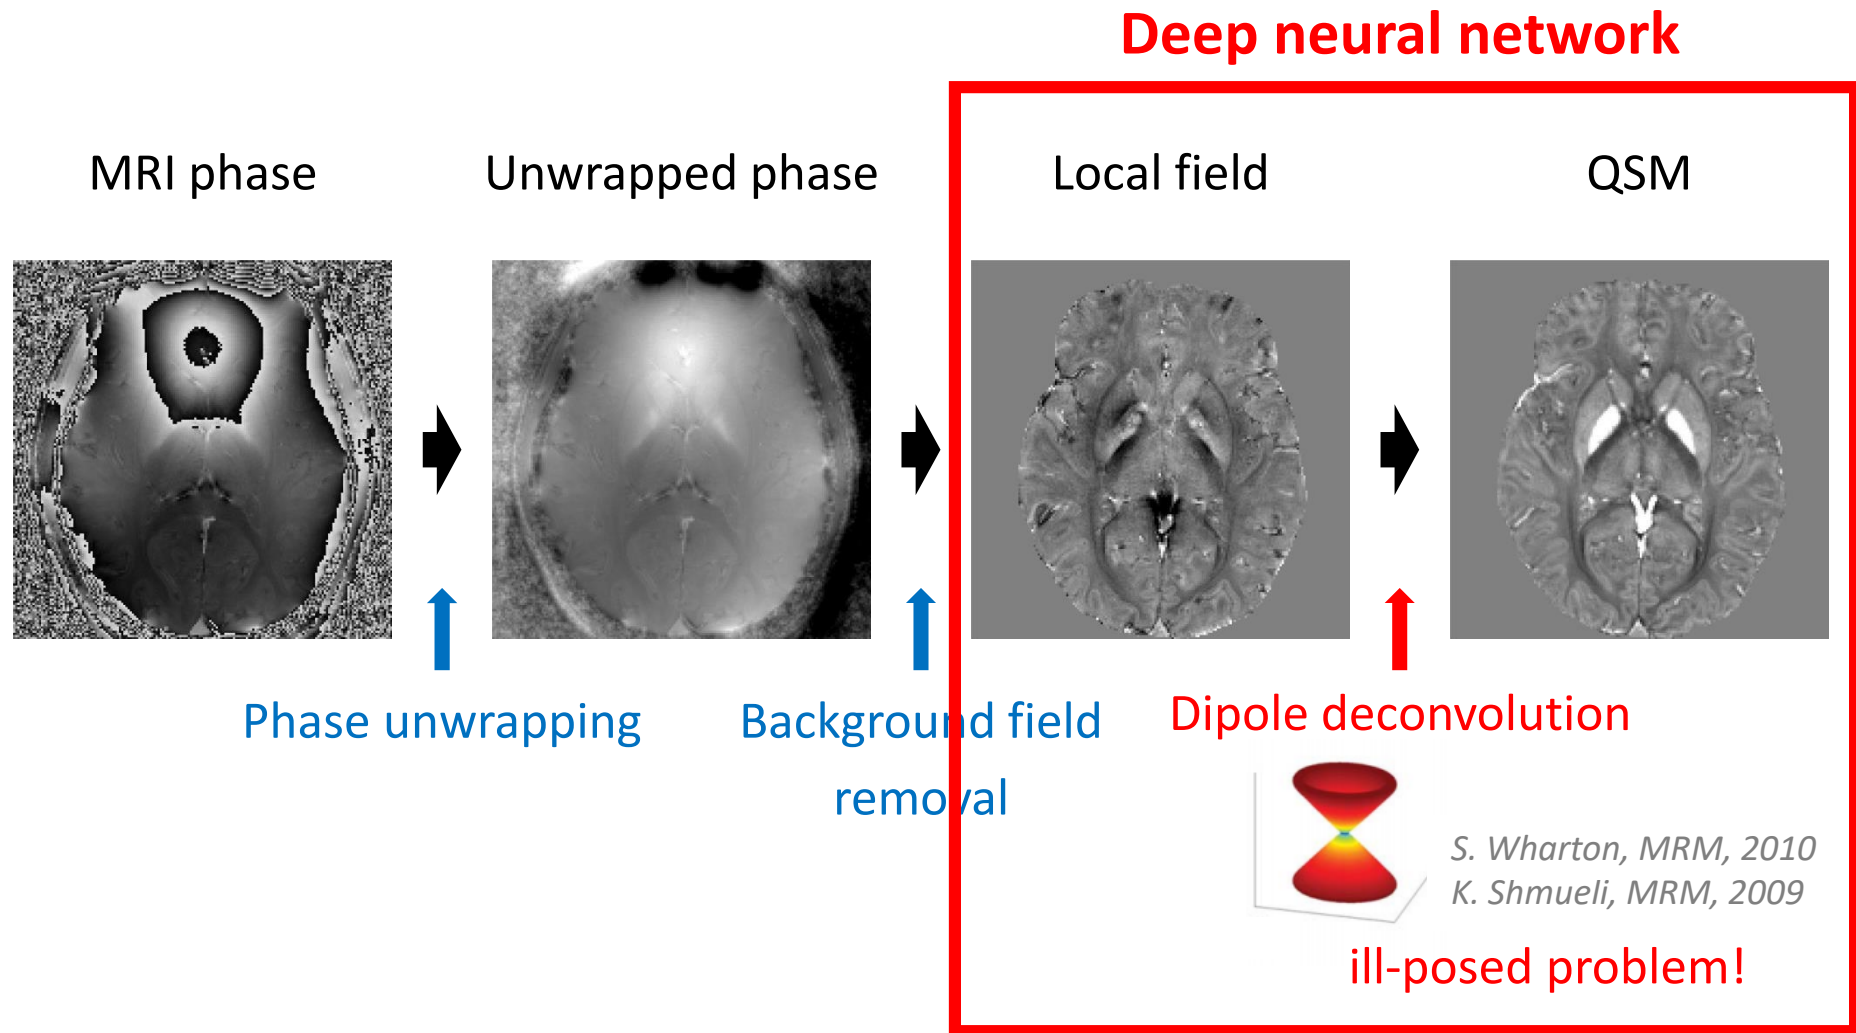 Deep neural network
MRI phase
Unwrapped phase
Local field
QSM
Phase unwrapping
Background field
removal
Dipole deconvolution
S. Wharton, MRM, 2010
K. Shmueli, MRM, 2009
ill-posed problem!